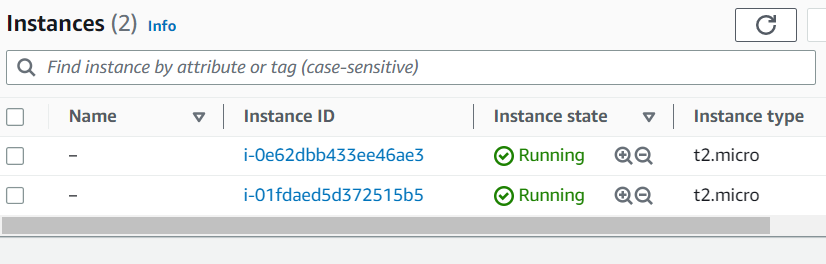 Instances (2) Info
Find instance by attribute or tag (case-sensitive)
Name Instance ID Instance state Instance type
– i-0e62dbb433ee46ae3 Running t2.micro
– i-01fdaed5d372515b5 Running t2.micro